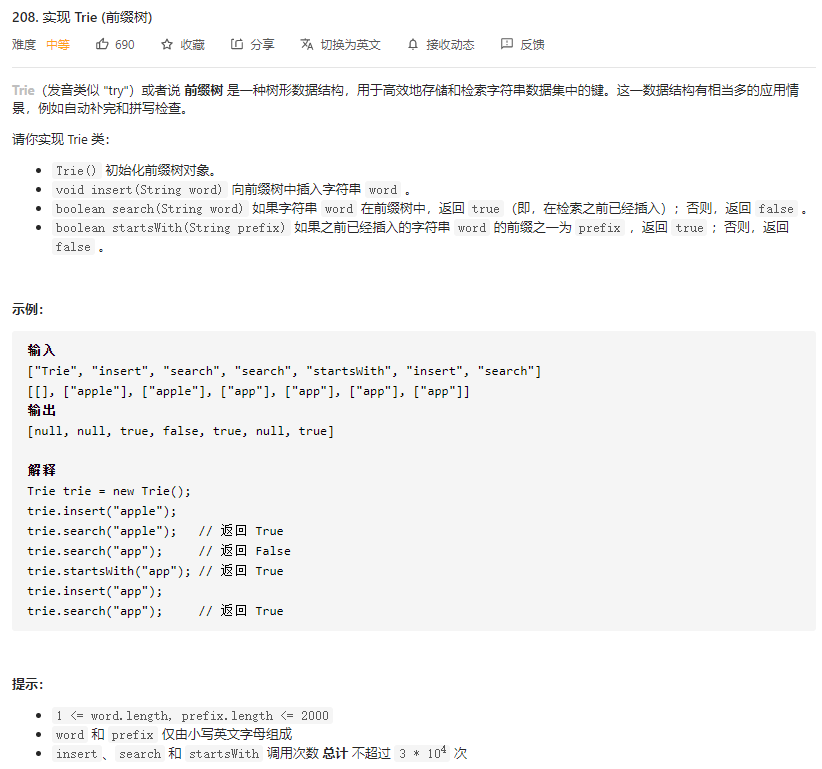 208. 实现 Trie (前缀树)
难度 中等 690 收藏 分享 切换为英文 接收动态 反馈
Trie（发音类似 "try"）或者说 前缀树 是一种树形数据结构，用于高效地存储和检索字符串数据集中的键。这一数据结构有相当多的应用情
景，例如自动补完和拼写检查。
请你实现 Trie 类：
• Trie() 初始化前缀树对象。
• void insert(String word) 向前缀树中插入字符串 word 。
• boolean search(String word) 如果字符串 word 在前缀树中，返回 true （即，在检索之前已经插入）；否则，返回 false 。
• boolean startsWith(String prefix) 如果之前已经插入的字符串 word 的前缀之一为 prefix ，返回 true ；否则，返回
false 。
示例：
输入
["Trie", "insert", "search", "search", "startsWith", "insert", "search"]
[[], ["apple"], ["apple"], ["app"], ["app"], ["app"], ["app"]]
输出
[null, null, true, false, true, null, true]
解释
Trie trie = new Trie();
trie.insert("apple");
trie.search("apple");   // 返回 True
trie.search("app");     // 返回 False
trie.startsWith("app"); // 返回 True
trie.insert("app");
trie.search("app");     // 返回 True
提示：
• 1 <= word.length, prefix.length <= 2000
• word 和 prefix 仅由小写英文字母组成
• insert、search 和 startsWith 调用次数 总计 不超过 3 * 10⁴ 次